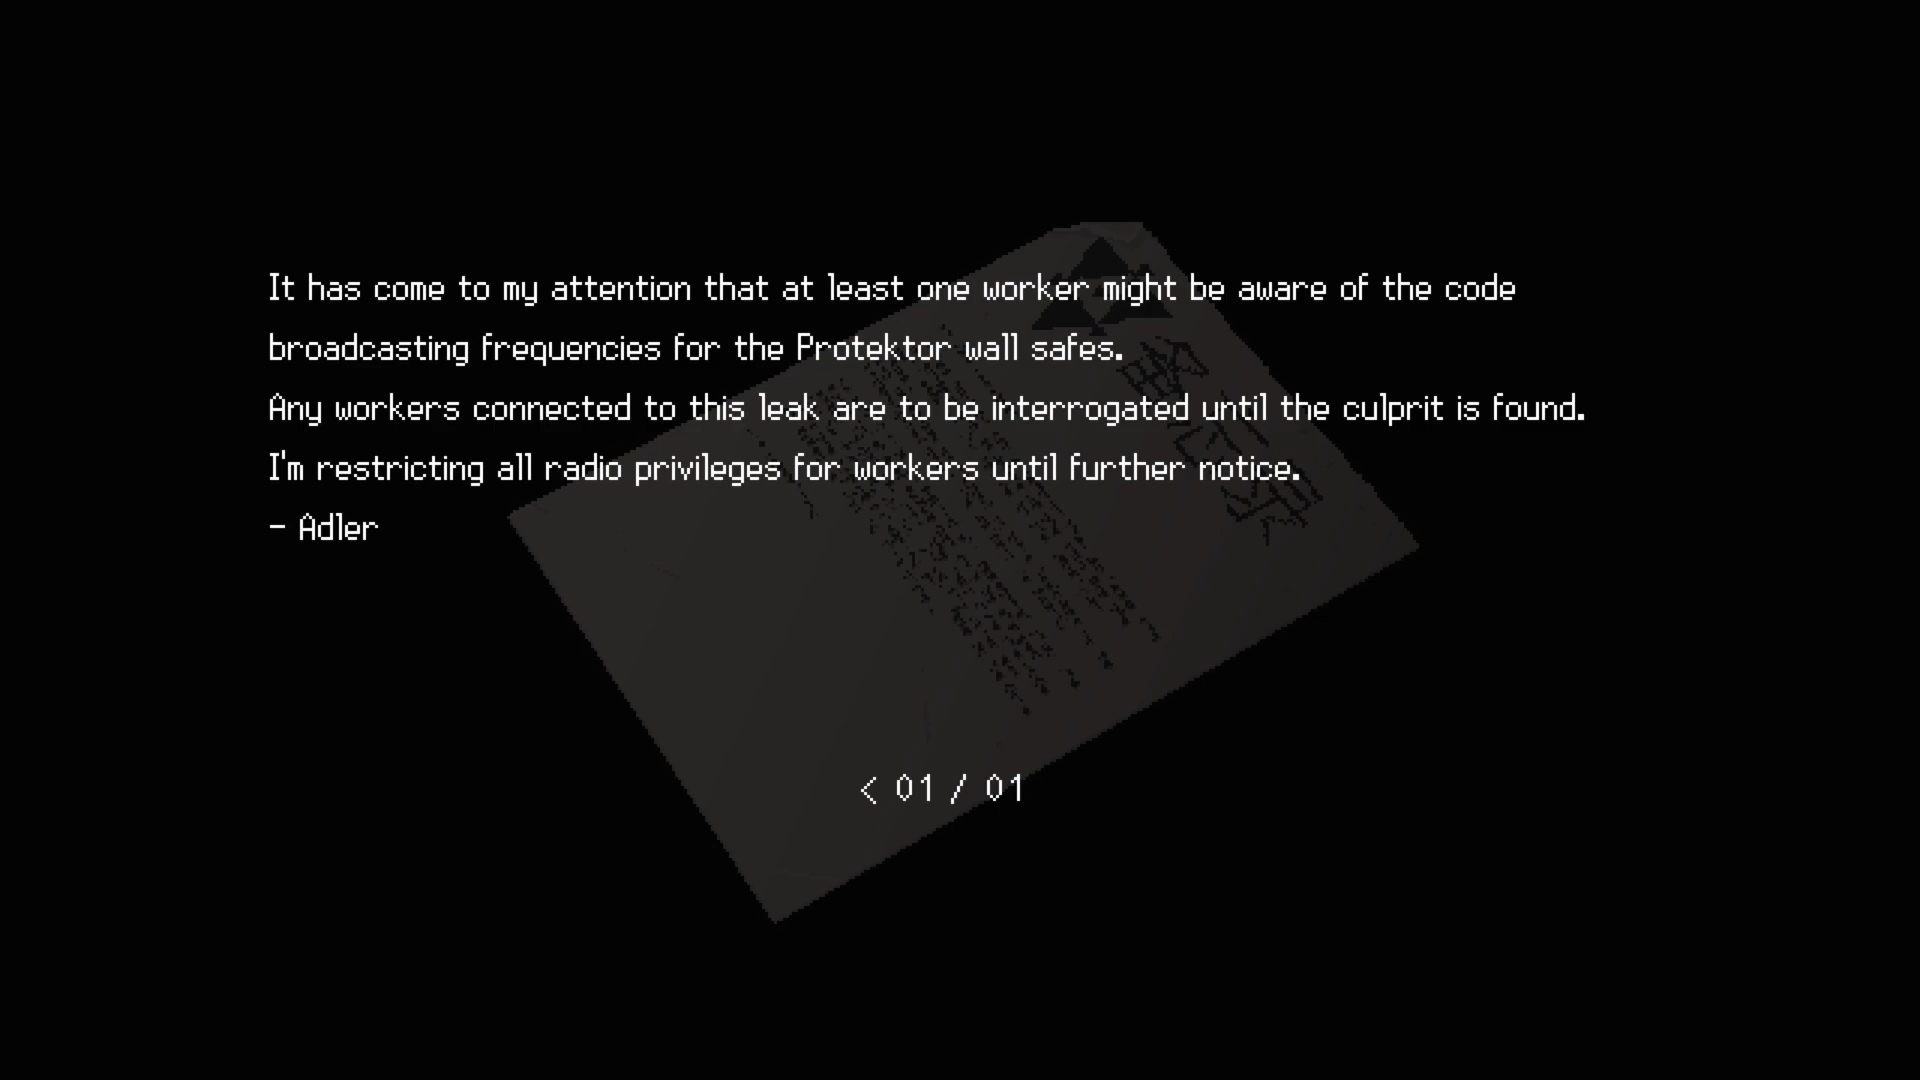 It has come to my attention that at least one worker might be aware of the code
broadcasting frequencies for the Protektor wall safes.
Any workers connected to this leak are to be interrogated until the culprit is found.
I'm restricting all radio privileges for workers until further notice.
- Adler
< 01 / 01